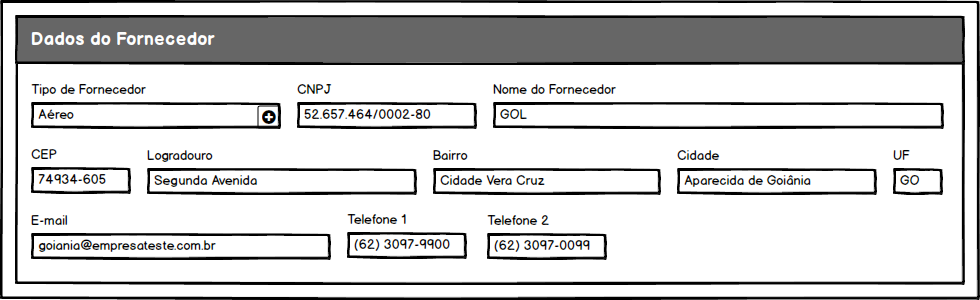 Dados do Fornecedor
Tipo de Fornecedor CNPJ Nome do Fornecedor
Aéreo 52.657.464/0002-80 GOL
CEP Logradouro Bairro Cidade UF
74934-605 Segunda Avenida Cidade Vera Cruz Aparecida de Goiânia GO
E-mail Telefone 1 Telefone 2
goiania@empresateste.com.br (62) 3097-9900 (62) 3097-0099